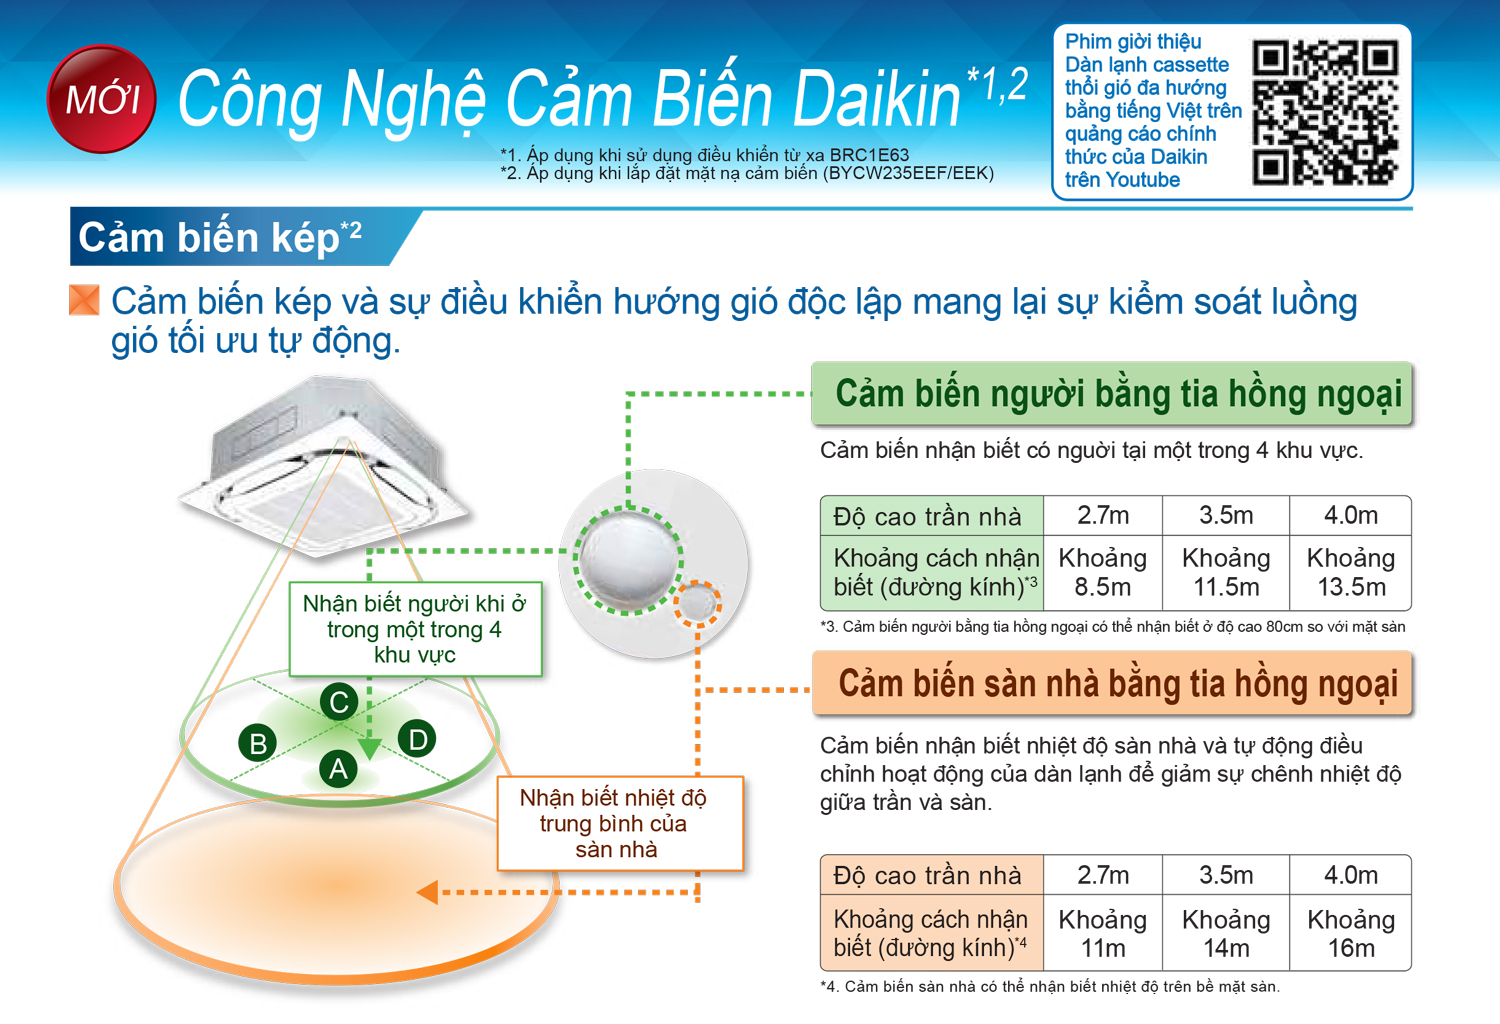 MỚI
Công Nghệ Cảm Biến Daikin*1,2
*1. Áp dụng khi sử dụng điều khiển từ xa BRC1E63
*2. Áp dụng khi lắp đặt mặt nạ cảm biến (BYCW235EEF/EEK)
Phim giời thiệu
Dàn lạnh cassette
thổi gió đa hướng
bằng tiếng Việt trên
quảng cáo chính
thức của Daikin
trên Youtube
Cảm biến kép*2
Cảm biến kép và sự điều khiển hướng gió độc lập mang lại sự kiểm soát luồng
gió tối ưu tự động.
Nhận biết người khi ở
trong một trong 4
khu vực
C
B
D
A
Nhận biết nhiệt độ
trung bình của
sàn nhà
Cảm biến người bằng tia hồng ngoại
Cảm biến nhận biết có nguời tại một trong 4 khu vực.
Độ cao trần nhà 2.7m 3.5m 4.0m
Khoảng cách nhận Khoảng Khoảng Khoảng
biết (đường kính)*3 8.5m 11.5m 13.5m
*3. Cảm biến người bằng tia hồng ngoại có thể nhận biết ở độ cao 80cm so với mặt sàn
Cảm biến sàn nhà bằng tia hồng ngoại
Cảm biến nhận biết nhiệt độ sàn nhà và tự động điều
chỉnh hoạt động của dàn lạnh để giảm sự chênh nhiệt độ
giữa trần và sàn.
Độ cao trần nhà 2.7m 3.5m 4.0m
Khoảng cách nhận Khoảng Khoảng Khoảng
biết (đường kính)*4 11m 14m 16m
*4. Cảm biến sàn nhà có thể nhận biết nhiệt độ trên bề mặt sàn.